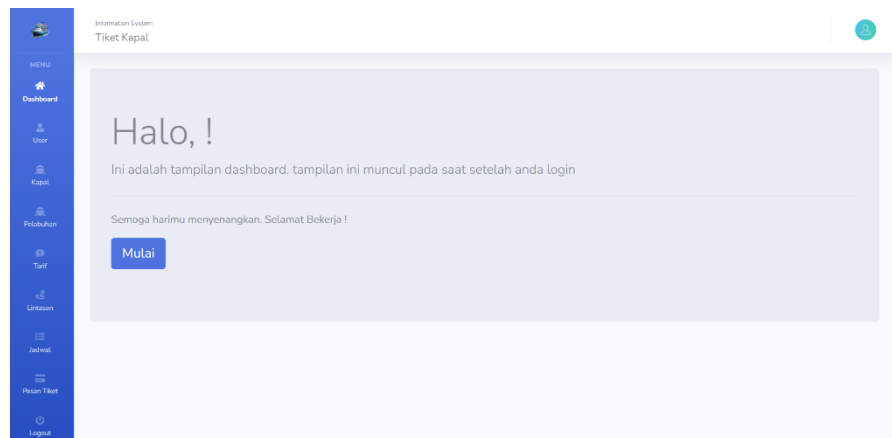 Information System
Tiket Kapal
MENU
Dashboard
User
Kapal
Pelabuhan
Tarif
Lintasan
Jadwal
Pesan Tiket
Logout
Halo, !
Ini adalah tampilan dashboard. tampilan ini muncul pada saat setelah anda login
Semoga harimu menyenangkan. Selamat Bekerja !
Mulai